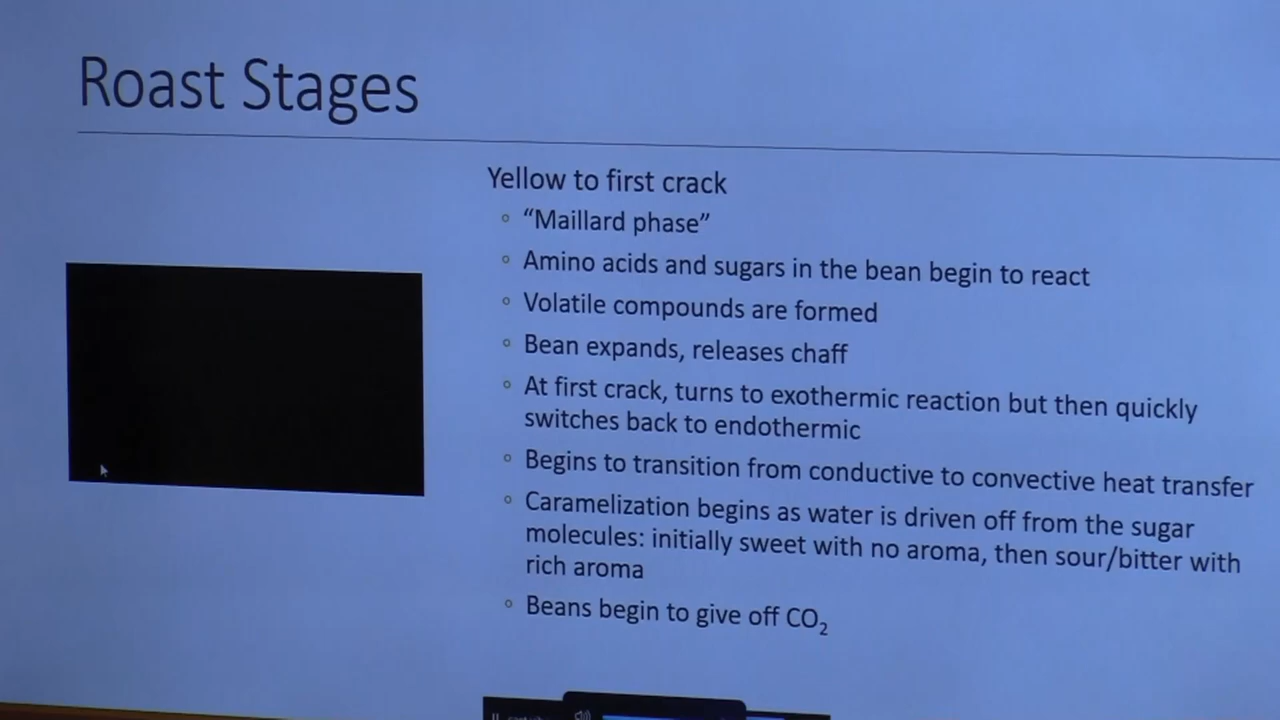 Roast Stages
Yellow to first crack
“Maillard phase”
Amino acids and sugars in the bean begin to react
Volatile compounds are formed
Bean expands, releases chaff
At first crack, turns to exothermic reaction but then quickly
switches back to endothermic
Begins to transition from conductive to convective heat transfer
Caramelization begins as water is driven off from the sugar
molecules: initially sweet with no aroma, then sour/bitter with
rich aroma
Beans begin to give off CO₂